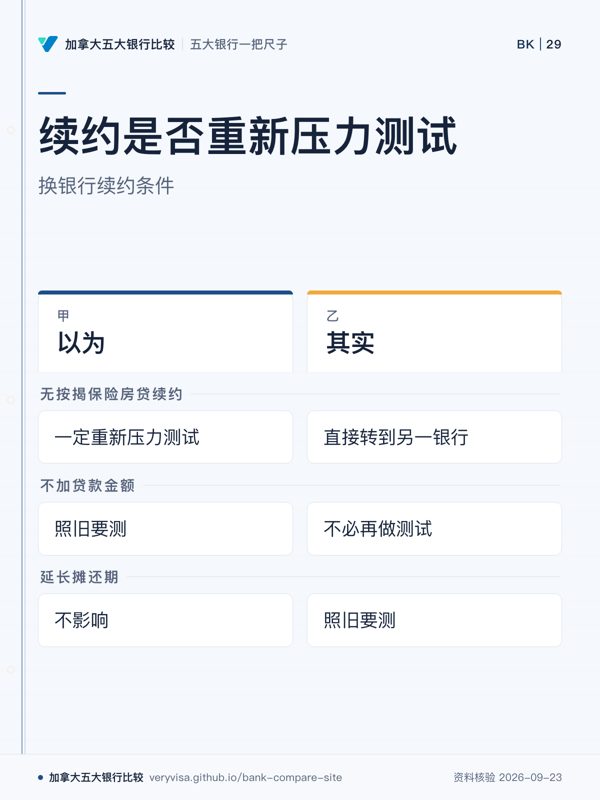 加拿大五大银行比较 | 五大银行一把尺子
BK | 29
续约是否重新压力测试
换银行续约条件
甲
以为
乙
其实
无按揭保险房贷续约
一定重新压力测试
直接转到另一银行
不加贷款金额
照旧要测
不必再做测试
延长摊还期
不影响
照旧要测
加拿大五大银行比较 veryvisa.github.io/bank-compare-site
资料核验 2026-09-23